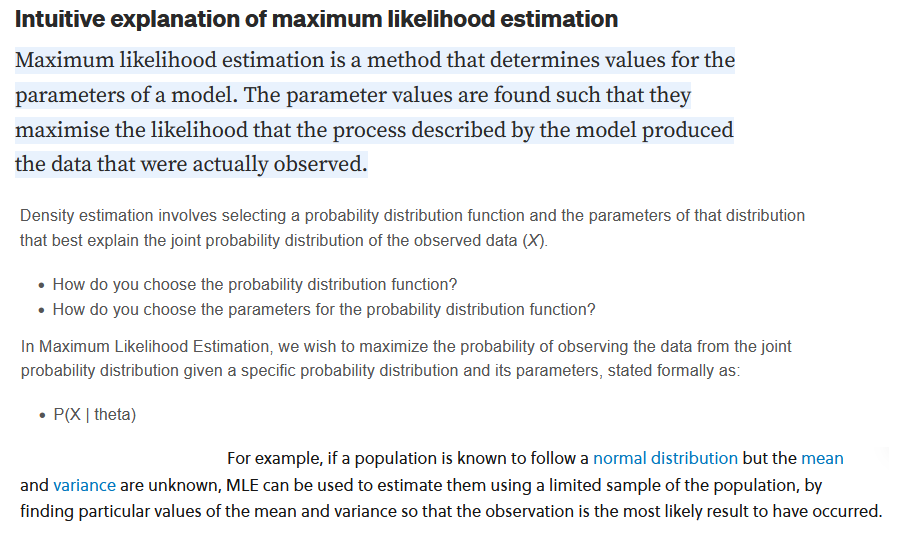 Intuitive explanation of maximum likelihood estimation
Maximum likelihood estimation is a method that determines values for the
parameters of a model. The parameter values are found such that they
maximise the likelihood that the process described by the model produced
the data that were actually observed.
Density estimation involves selecting a probability distribution function and the parameters of that distribution
that best explain the joint probability distribution of the observed data (X).
• How do you choose the probability distribution function?
• How do you choose the parameters for the probability distribution function?
In Maximum Likelihood Estimation, we wish to maximize the probability of observing the data from the joint
probability distribution given a specific probability distribution and its parameters, stated formally as:
• P(X | theta)
For example, if a population is known to follow a normal distribution but the mean
and variance are unknown, MLE can be used to estimate them using a limited sample of the population, by
finding particular values of the mean and variance so that the observation is the most likely result to have occurred.